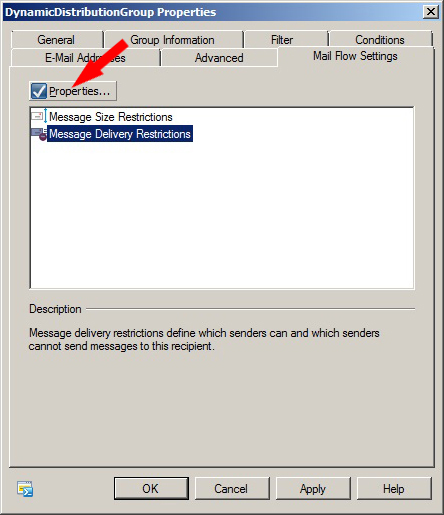 DynamicDistributionGroup Properties
General Group Information Filter Conditions
E-Mail Addresses Advanced Mail Flow Settings
Properties...
Message Size Restrictions
Message Delivery Restrictions
Description
Message delivery restrictions define which senders can and which senders
cannot send messages to this recipient.
OK Cancel Apply Help